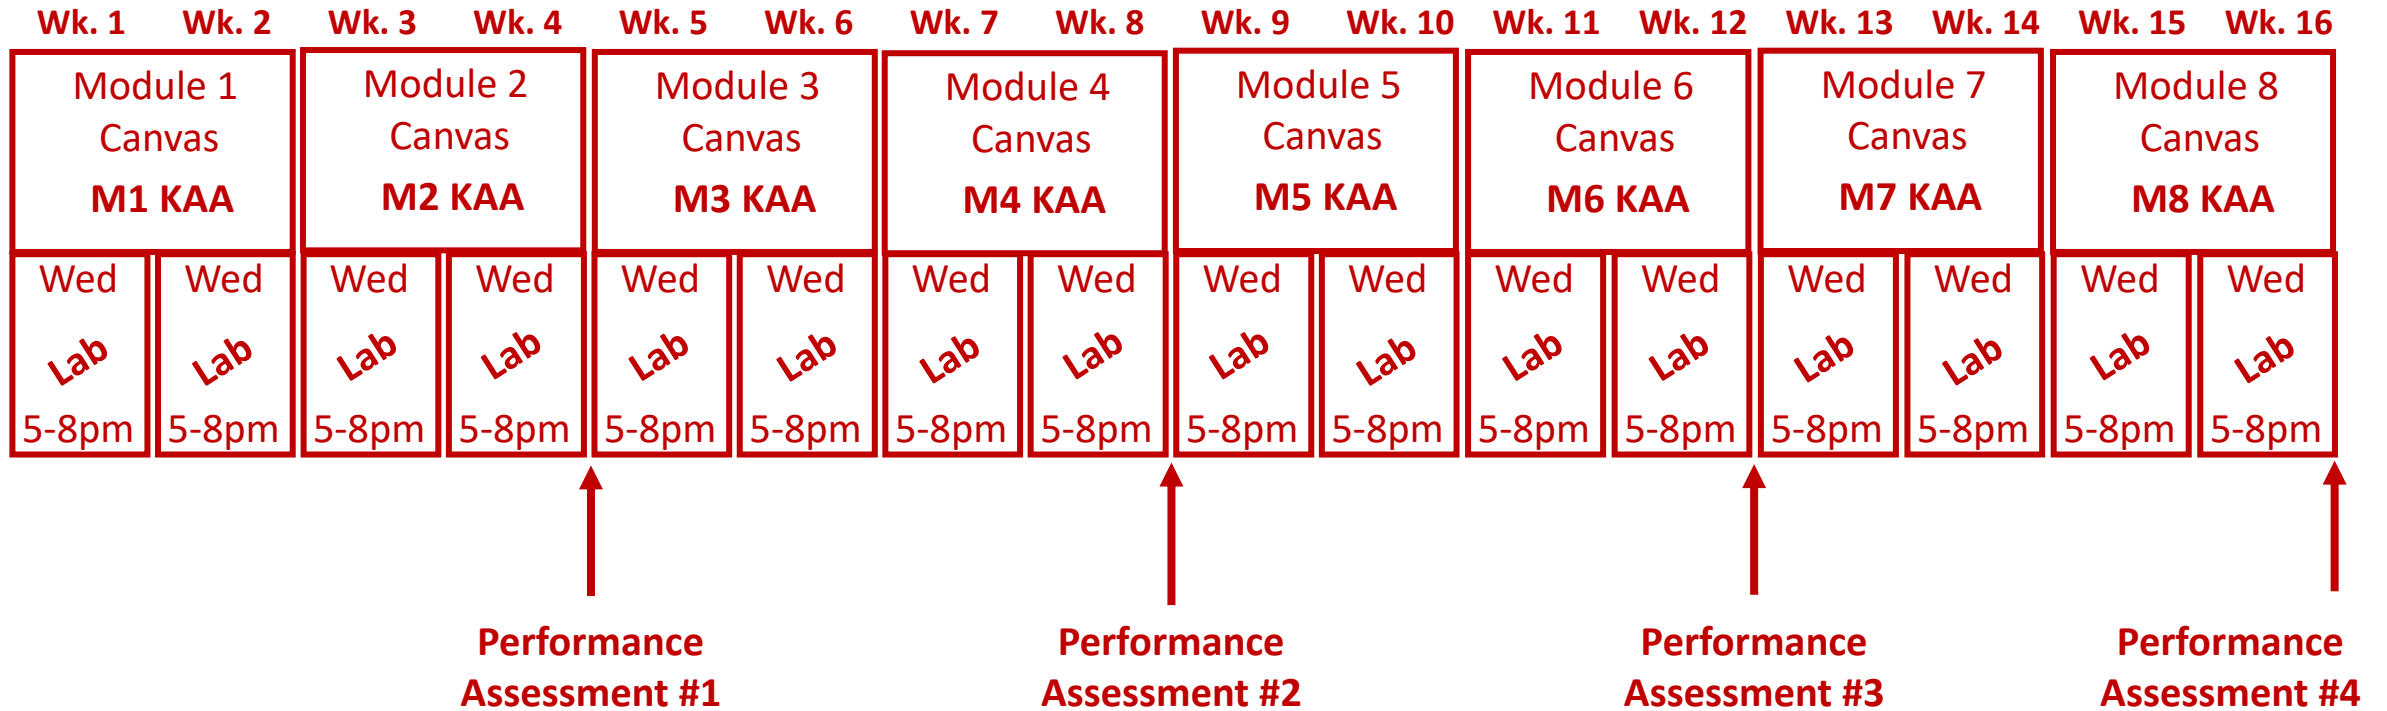 Wk. 1 Wk. 2 Wk. 3 Wk. 4 Wk. 5 Wk. 6 Wk. 7 Wk. 8 Wk. 9 Wk. 10 Wk. 11 Wk. 12 Wk. 13 Wk. 14 Wk. 15 Wk. 16
Module 1
Canvas
M1 KAA
Module 2
Canvas
M2 KAA
Module 3
Canvas
M3 KAA
Module 4
Canvas
M4 KAA
Module 5
Canvas
M5 KAA
Module 6
Canvas
M6 KAA
Module 7
Canvas
M7 KAA
Module 8
Canvas
M8 KAA
Wed
Lab
5-8pm
Wed
Lab
5-8pm
Wed
Lab
5-8pm
Wed
Lab
5-8pm
Wed
Lab
5-8pm
Wed
Lab
5-8pm
Wed
Lab
5-8pm
Wed
Lab
5-8pm
Wed
Lab
5-8pm
Wed
Lab
5-8pm
Wed
Lab
5-8pm
Wed
Lab
5-8pm
Wed
Lab
5-8pm
Wed
Lab
5-8pm
Wed
Lab
5-8pm
Wed
Lab
5-8pm
Performance
Assessment #1
Performance
Assessment #2
Performance
Assessment #3
Performance
Assessment #4